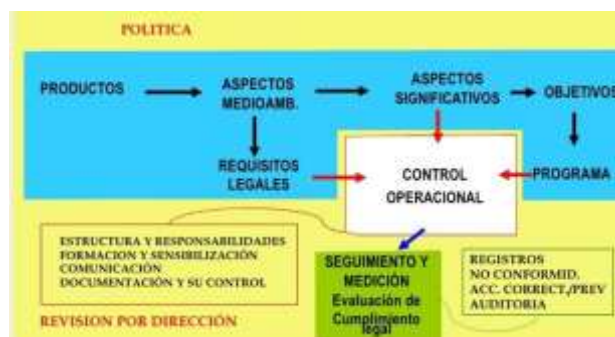 POLITICA
PRODUCTOS
ASPECTOS
MEDIOAMB.
ASPECTOS
SIGNIFICATIVOS
OBJETIVOS
REQUISITOS
LEGALES
CONTROL
OPERACIONAL
PROGRAMA
ESTRUCTURA Y RESPONSABILIDADES
FORMACION Y SENSIBILIZACIÓN
COMUNICACIÓN
DOCUMENTACIÓN Y SU CONTROL
SEGUIMIENTO Y
MEDICIÓN
Evaluación de
Cumplimiento
legal
REGISTROS
NO CONFORMID.
ACC. CORRECT./PREV
AUDITORIA
REVISION POR DIRECCIÓN